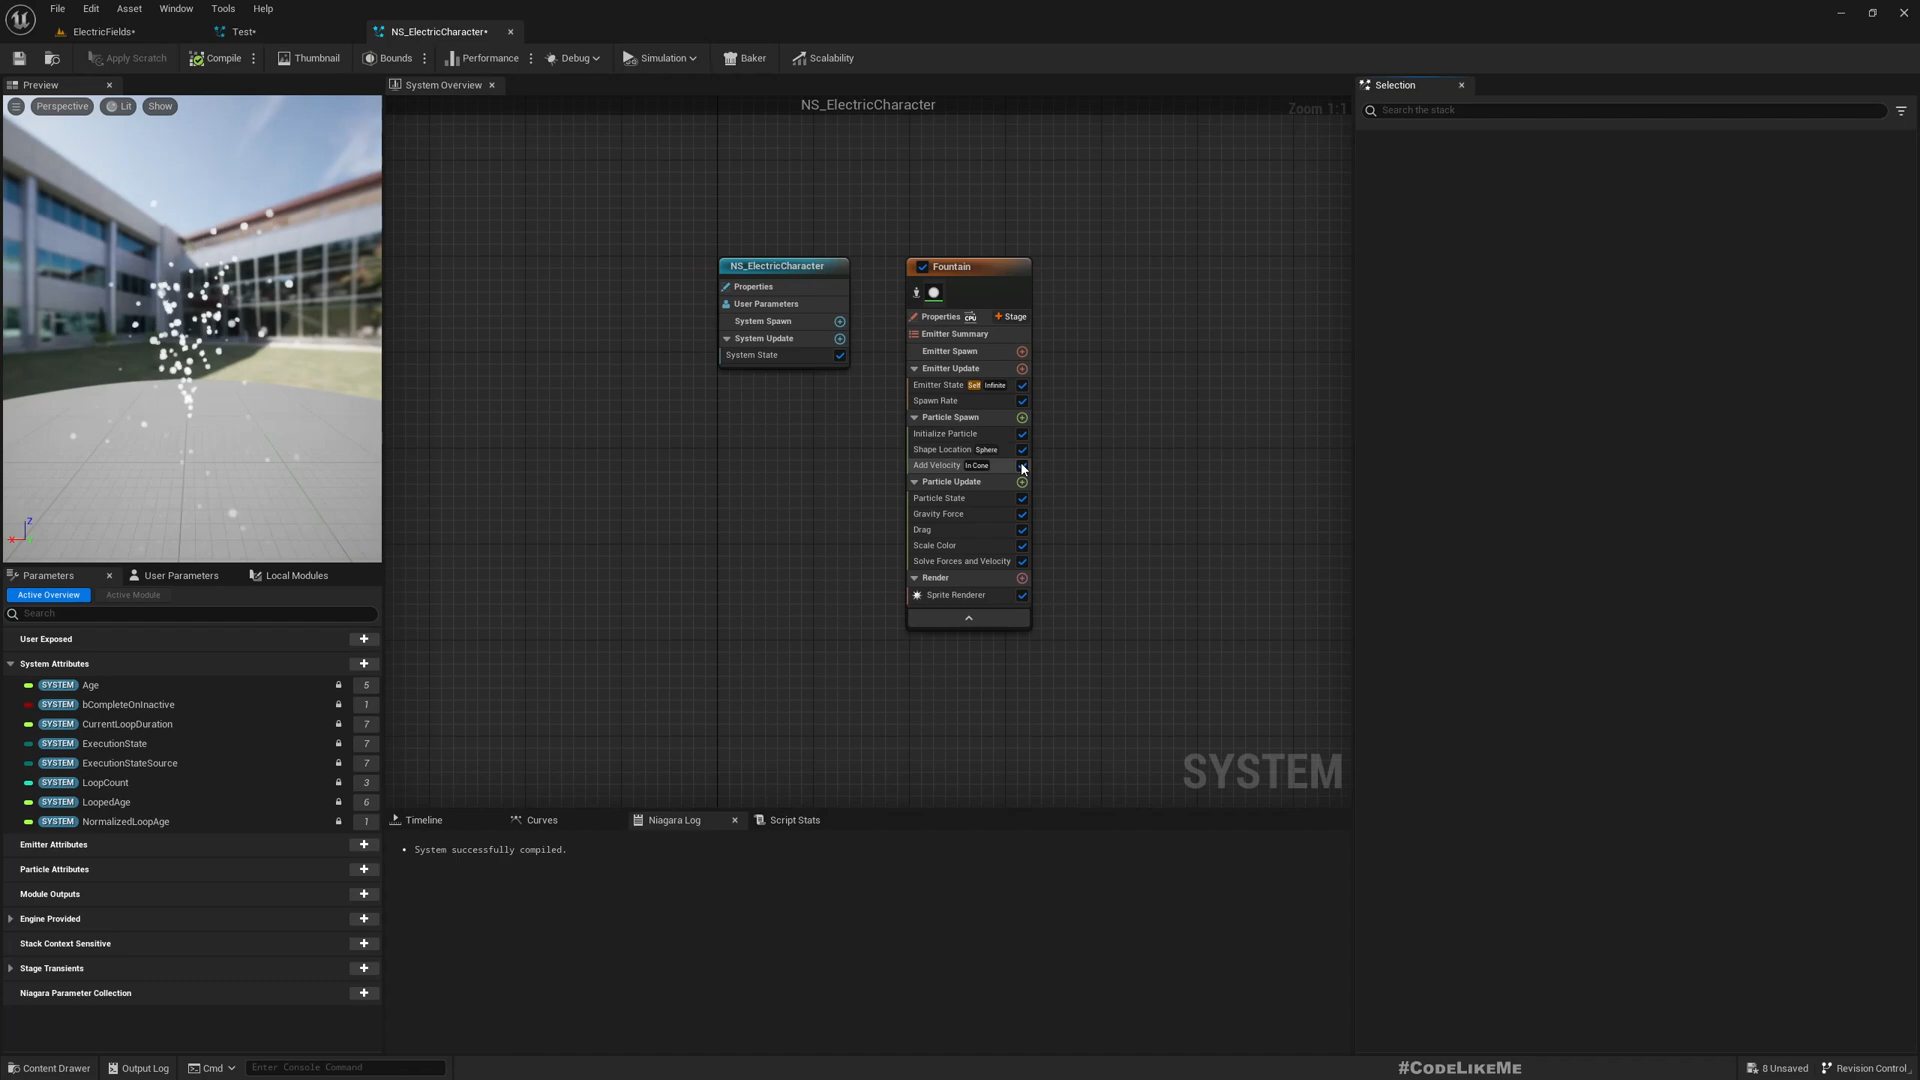 File Edit Asset Window Tools Help
ElectricFields* Test* NS_ElectricCharacter*
Apply Scratch Compile Thumbnail Bounds Performance Debug Simulation Baker Scalability
Preview System Overview Selection
Perspective Lit Show NS_ElectricCharacter Zoom 1:1 Search the stack
NS_ElectricCharacter
Properties
User Parameters
System Spawn
System Update
System State
Fountain
Properties CPU Stage
Emitter Summary
Emitter Spawn
Emitter Update
Emitter State Self Infinite
Spawn Rate
Particle Spawn
Initialize Particle
Shape Location Sphere
Add Velocity In Cone
Particle Update
Particle State
Gravity Force
Drag
Scale Color
Solve Forces and Velocity
Render
Sprite Renderer
Z
X
SYSTEM
Parameters User Parameters Local Modules
Active Overview Active Module
Search
User Exposed
System Attributes
SYSTEM Age 5
SYSTEM bCompleteOnInactive 1
SYSTEM CurrentLoopDuration 7
SYSTEM ExecutionState 7
SYSTEM ExecutionStateSource 7
SYSTEM LoopCount 3
SYSTEM LoopedAge 6
SYSTEM NormalizedLoopAge 1
Emitter Attributes
Particle Attributes
Module Outputs
Engine Provided
Stack Context Sensitive
Stage Transients
Niagara Parameter Collection
Timeline Curves Niagara Log Script Stats
• System successfully compiled.
Content Drawer Output Log Cmd Enter Console Command #CodeLikeMe 8 Unsaved Revision Control